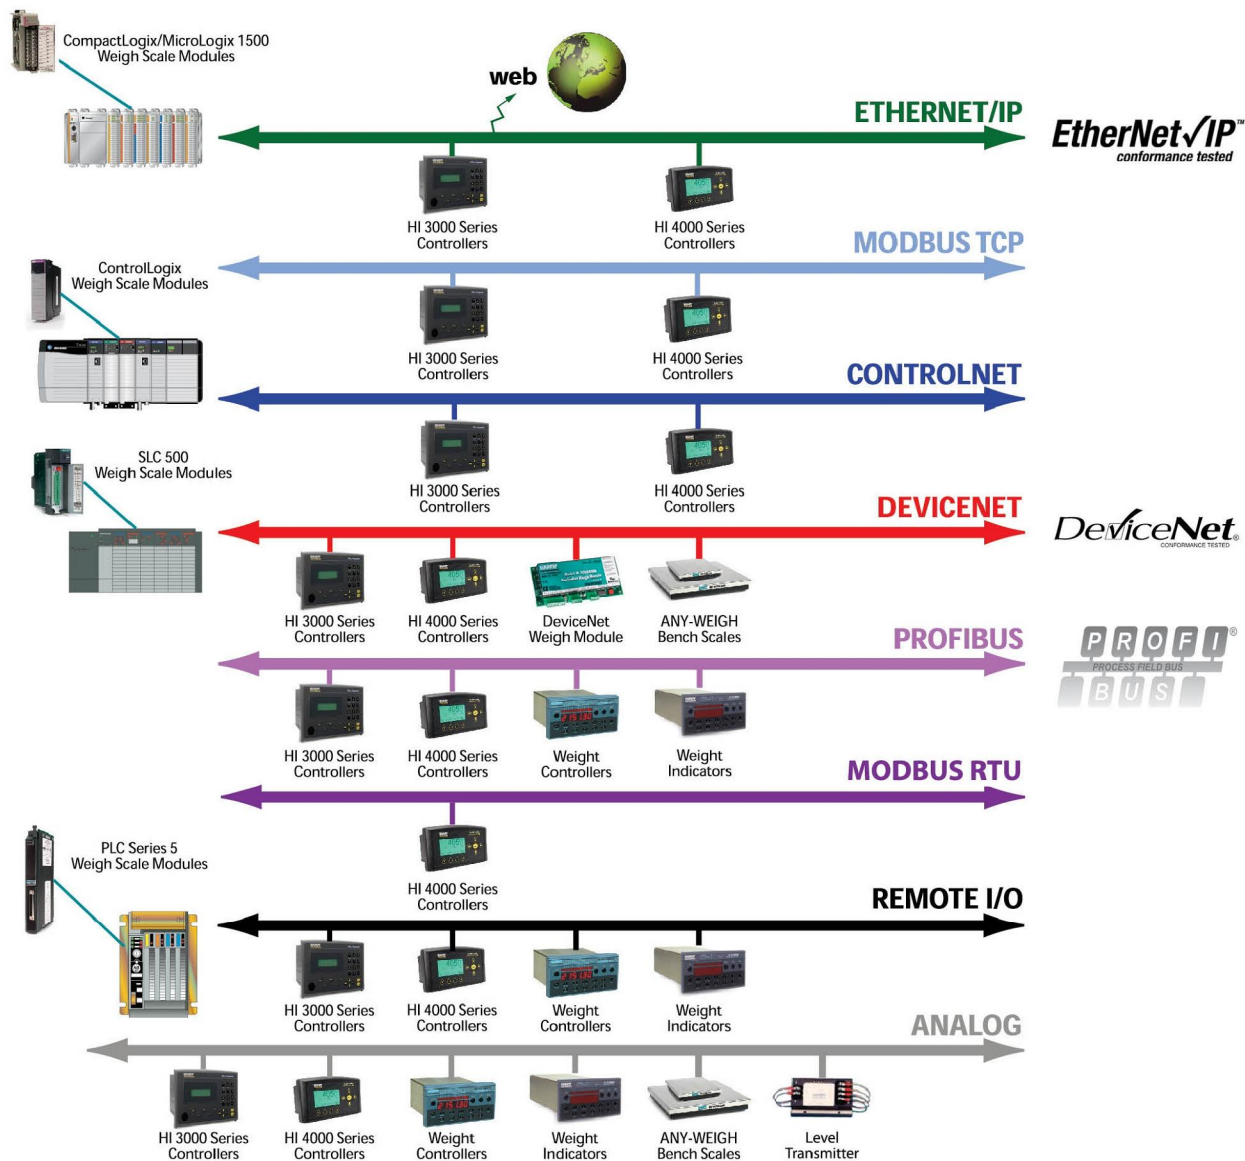 CompactLogix/MicroLogix 1500
Weigh Scale Modules
web
ETHERNET/IP
EtherNet/IP™
conformance tested
HI 3000 Series
Controllers
HI 4000 Series
Controllers
MODBUS TCP
ControlLogix
Weigh Scale Modules
HI 3000 Series
Controllers
HI 4000 Series
Controllers
CONTROLNET
SLC 500
Weigh Scale Modules
HI 3000 Series
Controllers
HI 4000 Series
Controllers
DEVICENET
DeviceNet®
CONFORMANCE TESTED
HI 3000 Series
Controllers
HI 4000 Series
Controllers
DeviceNet
Weigh Module
ANY-WEIGH
Bench Scales
PROFIBUS
PROFI®
PROCESS FIELD BUS
BUS
HI 3000 Series
Controllers
HI 4000 Series
Controllers
Weight
Controllers
Weight
Indicators
MODBUS RTU
PLC Series 5
Weigh Scale Modules
HI 4000 Series
Controllers
REMOTE I/O
HI 3000 Series
Controllers
HI 4000 Series
Controllers
Weight
Controllers
Weight
Indicators
ANALOG
HI 3000 Series
Controllers
HI 4000 Series
Controllers
Weight
Controllers
Weight
Indicators
ANY-WEIGH
Bench Scales
Level
Transmitter